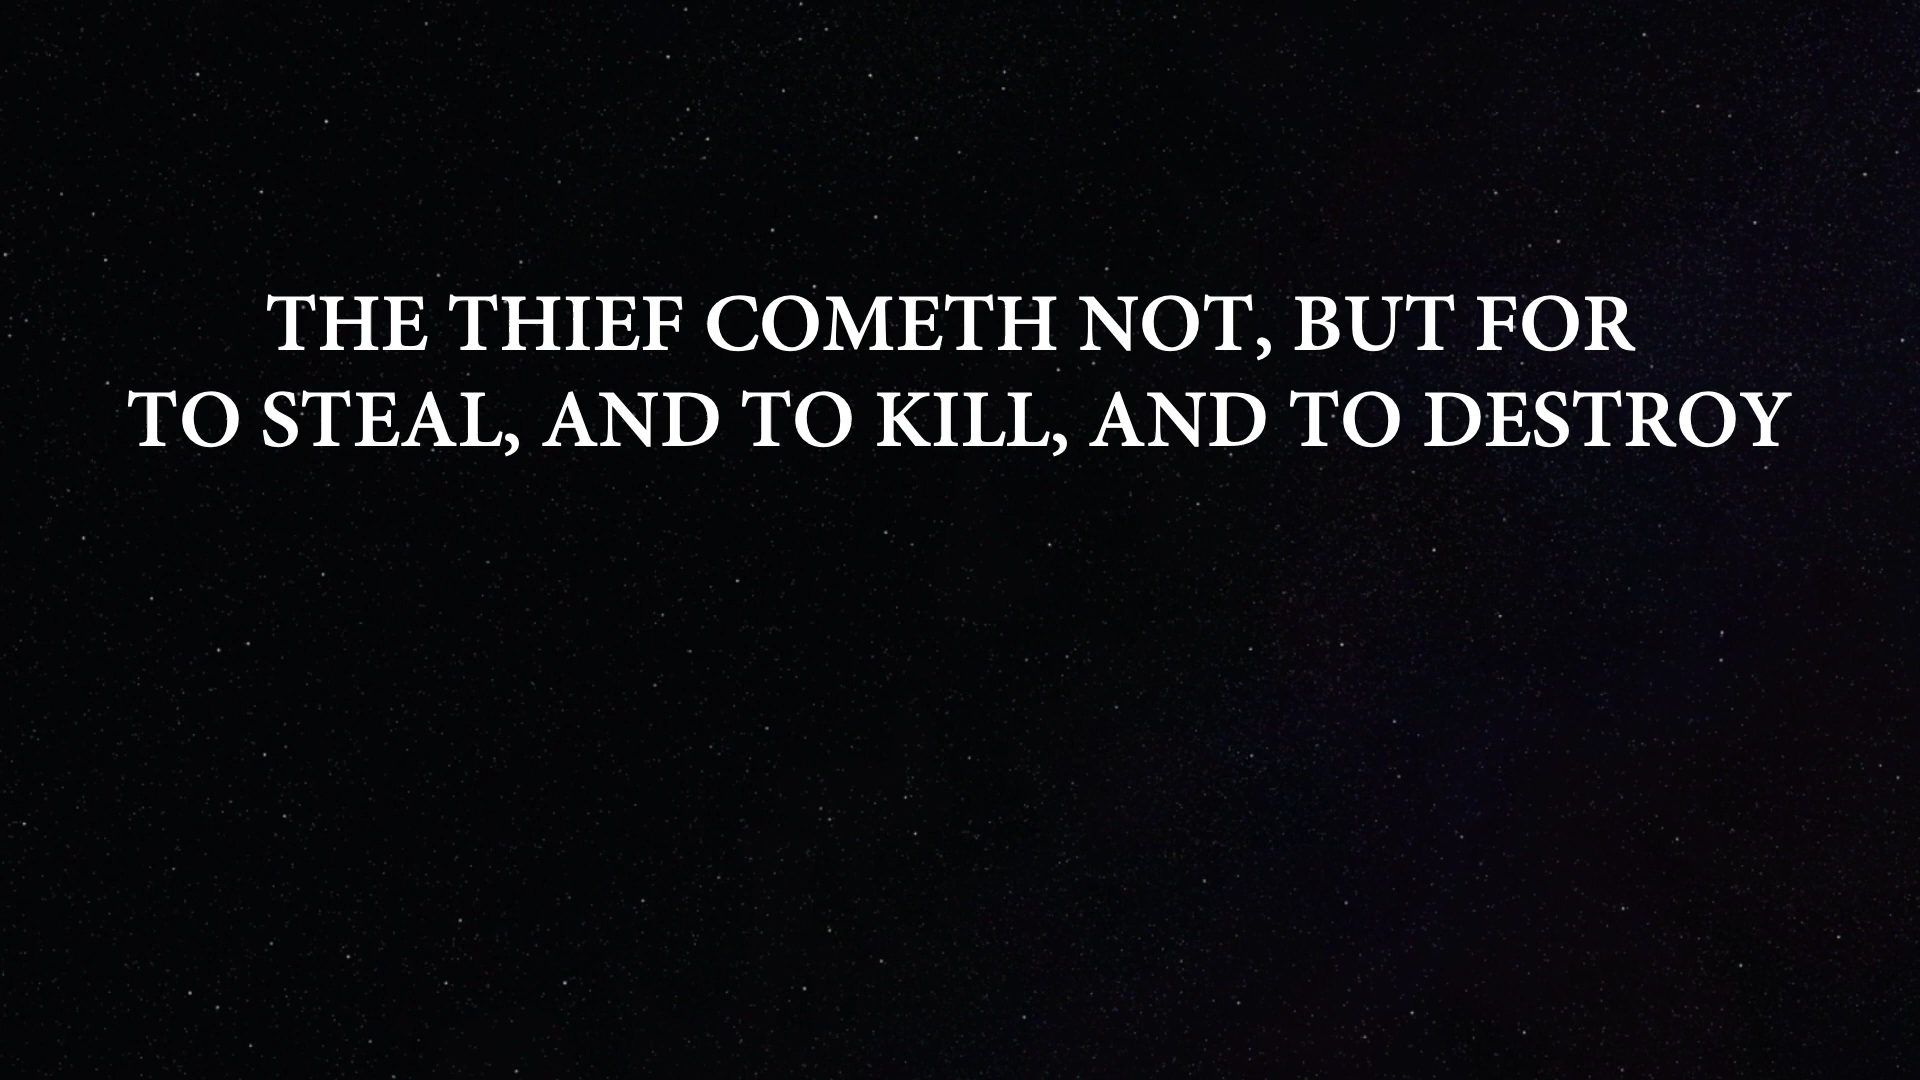 THE THIEF COMETH NOT, BUT FOR
TO STEAL, AND TO KILL, AND TO DESTROY